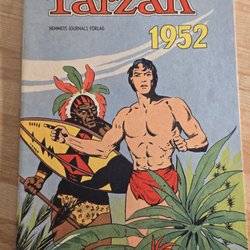 Tarzan
HEMMETS JOURNALS FÖRLAG
1952